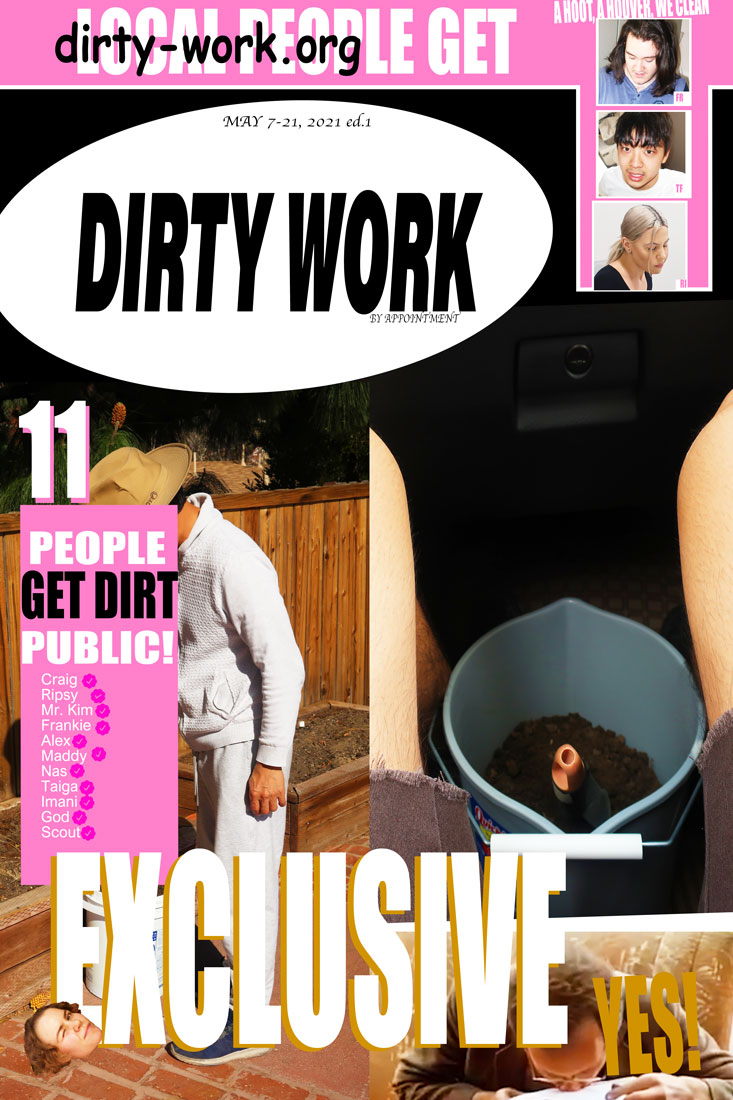 LOCAL PEOPLE GET
dirty-work.org
A HOOT, A HOOVER, WE CLEAN
FR
TF
RI
MAY 7-21, 2021 ed.1
DIRTY WORK
BY APPOINTMENT
11
PEOPLE
GET DIRT
PUBLIC!
Craig
Ripsy
Mr. Kim
Frankie
Alex
Maddy
Nas
Taiga
Imani
God
Scout
EXCLUSIVE
YES!